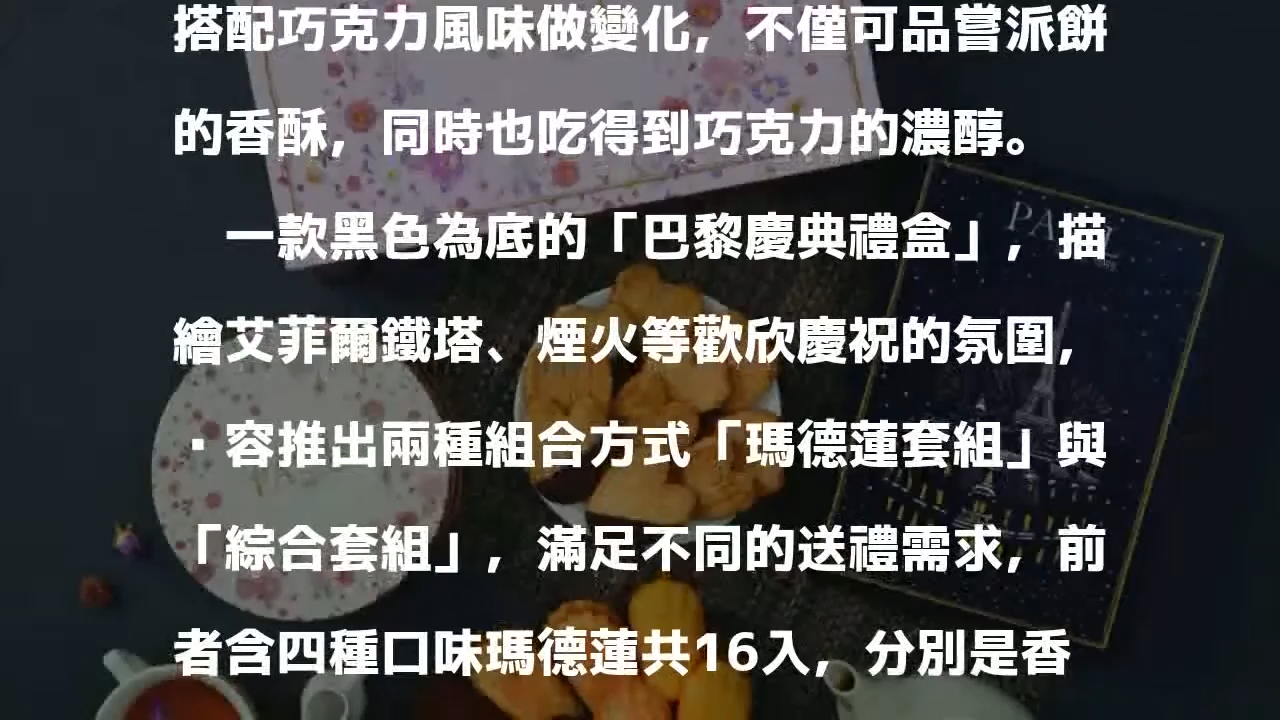 搭配巧克力風味做變化，不僅可品嘗派餅
的香酥，同時也吃得到巧克力的濃醇。
一款黑色為底的「巴黎慶典禮盒」，描
繪艾菲爾鐵塔、煙火等歡欣慶祝的氛圍，
·容推出兩種組合方式「瑪德蓮套組」與
「綜合套組」，滿足不同的送禮需求，前
者含四種口味瑪德蓮共16入，分別是香
PAUL